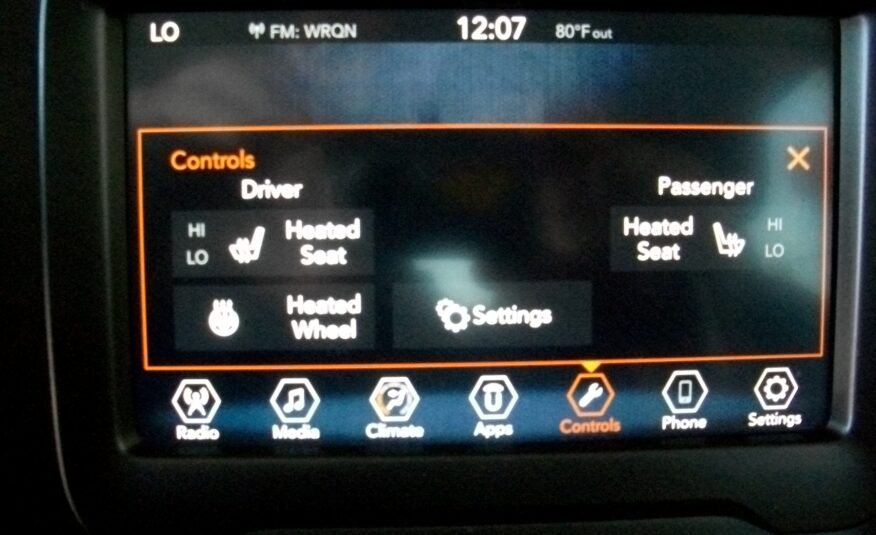 LO FM: WRQN 12:07 80°F out
Controls
Driver Passenger
HI Heated Heated HI
LO Seat Seat LO
Heated
Wheel Settings
Radio Media Climate Apps Controls Phone Settings